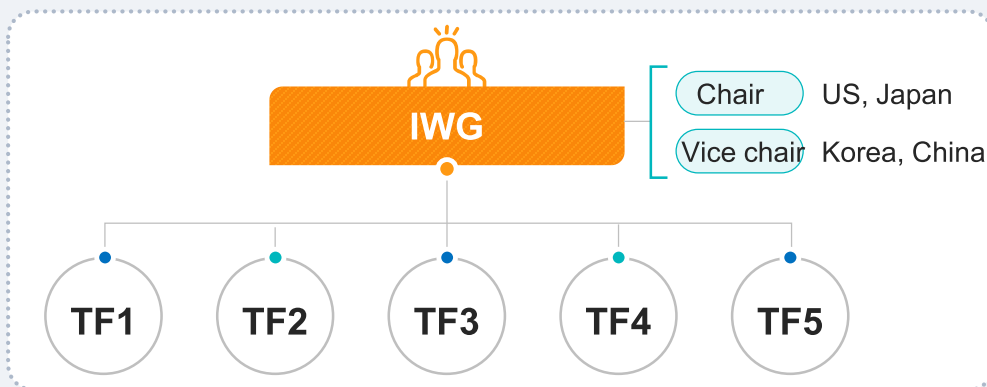 IWG
Chair US, Japan
Vice chair Korea, China
TF1 TF2 TF3 TF4 TF5